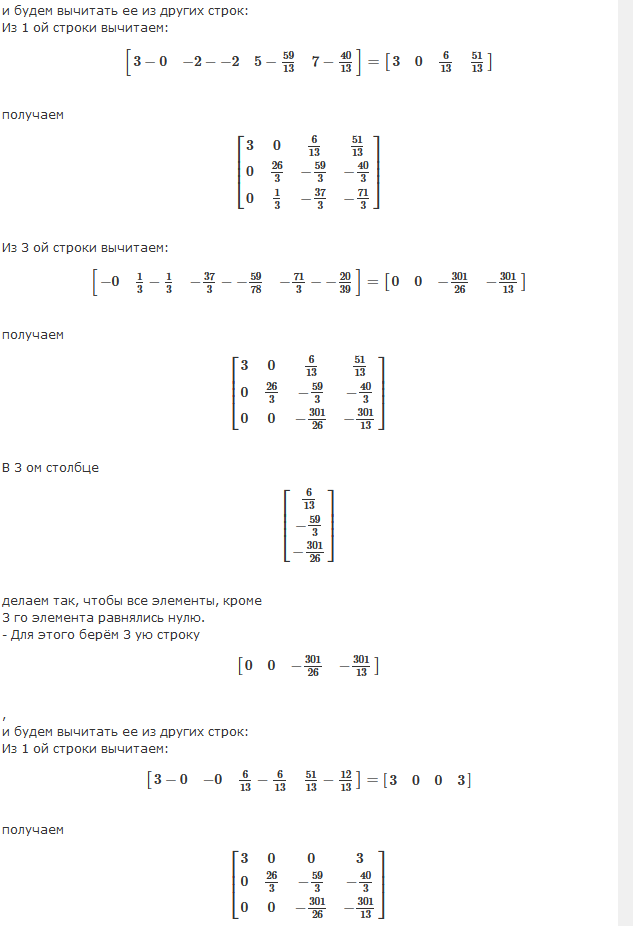 и будем вычитать ее из других строк:
Из 1 ой строки вычитаем:
[3 − 0 −2 − −2 5 − 59/13 7 − 40/13] = [3 0 6/13 51/13]
получаем
[3 0 6/13 51/13
0 26/3 −59/3 −40/3
0 1/3 −37/3 −71/3]
Из 3 ой строки вычитаем:
[−0 1/3 − 1/3 −37/3 − −59/78 −71/3 − −20/39] = [0 0 −301/26 −301/13]
получаем
[3 0 6/13 51/13
0 26/3 −59/3 −40/3
0 0 −301/26 −301/13]
В 3 ом столбце
[6/13
−59/3
−301/26]
делаем так, чтобы все элементы, кроме
3 го элемента равнялись нулю.
- Для этого берём 3 ую строку
[0 0 −301/26 −301/13]
,
и будем вычитать ее из других строк:
Из 1 ой строки вычитаем:
[3 − 0 −0 6/13 − 6/13 51/13 − 12/13] = [3 0 0 3]
получаем
[3 0 0 3
0 26/3 −59/3 −40/3
0 0 −301/26 −301/13]